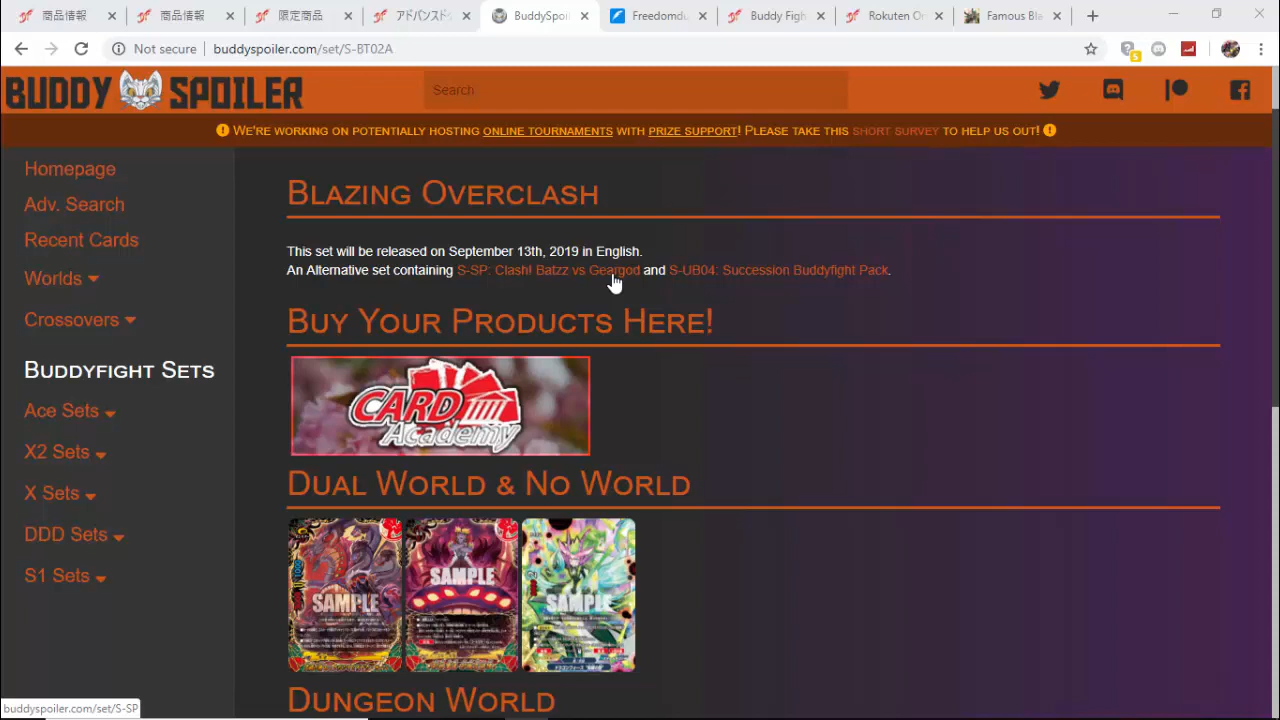 商品情報
商品情報
限定商品
アドバンスド
BuddySpoi
Freedomdu
Buddy Figh
Rokuten O
Famous Bla
Not secure
buddyspoiler.com/set/S-BT02A
BUDDY SPOILER
Search
WE'RE WORKING ON POTENTIALLY HOSTING ONLINE TOURNAMENTS WITH PRIZE SUPPORT! PLEASE TAKE THIS SHORT SURVEY TO HELP US OUT!
Homepage
Adv. Search
Recent Cards
Worlds
Crossovers
BUDDYFIGHT SETS
Ace Sets
X2 Sets
X Sets
DDD Sets
S1 Sets
BLAZING OVERCLASH
This set will be released on September 13th, 2019 in English.
An Alternative set containing S-SP: Clash! Batzz vs Geargod and S-UB04: Succession Buddyfight Pack.
BUY YOUR PRODUCTS HERE!
CARD
Academy
DUAL WORLD & NO WORLD
SAMPLE
SAMPLE
SAMPLE
DUNGEON WORLD
buddyspoiler.com/set/S-SP